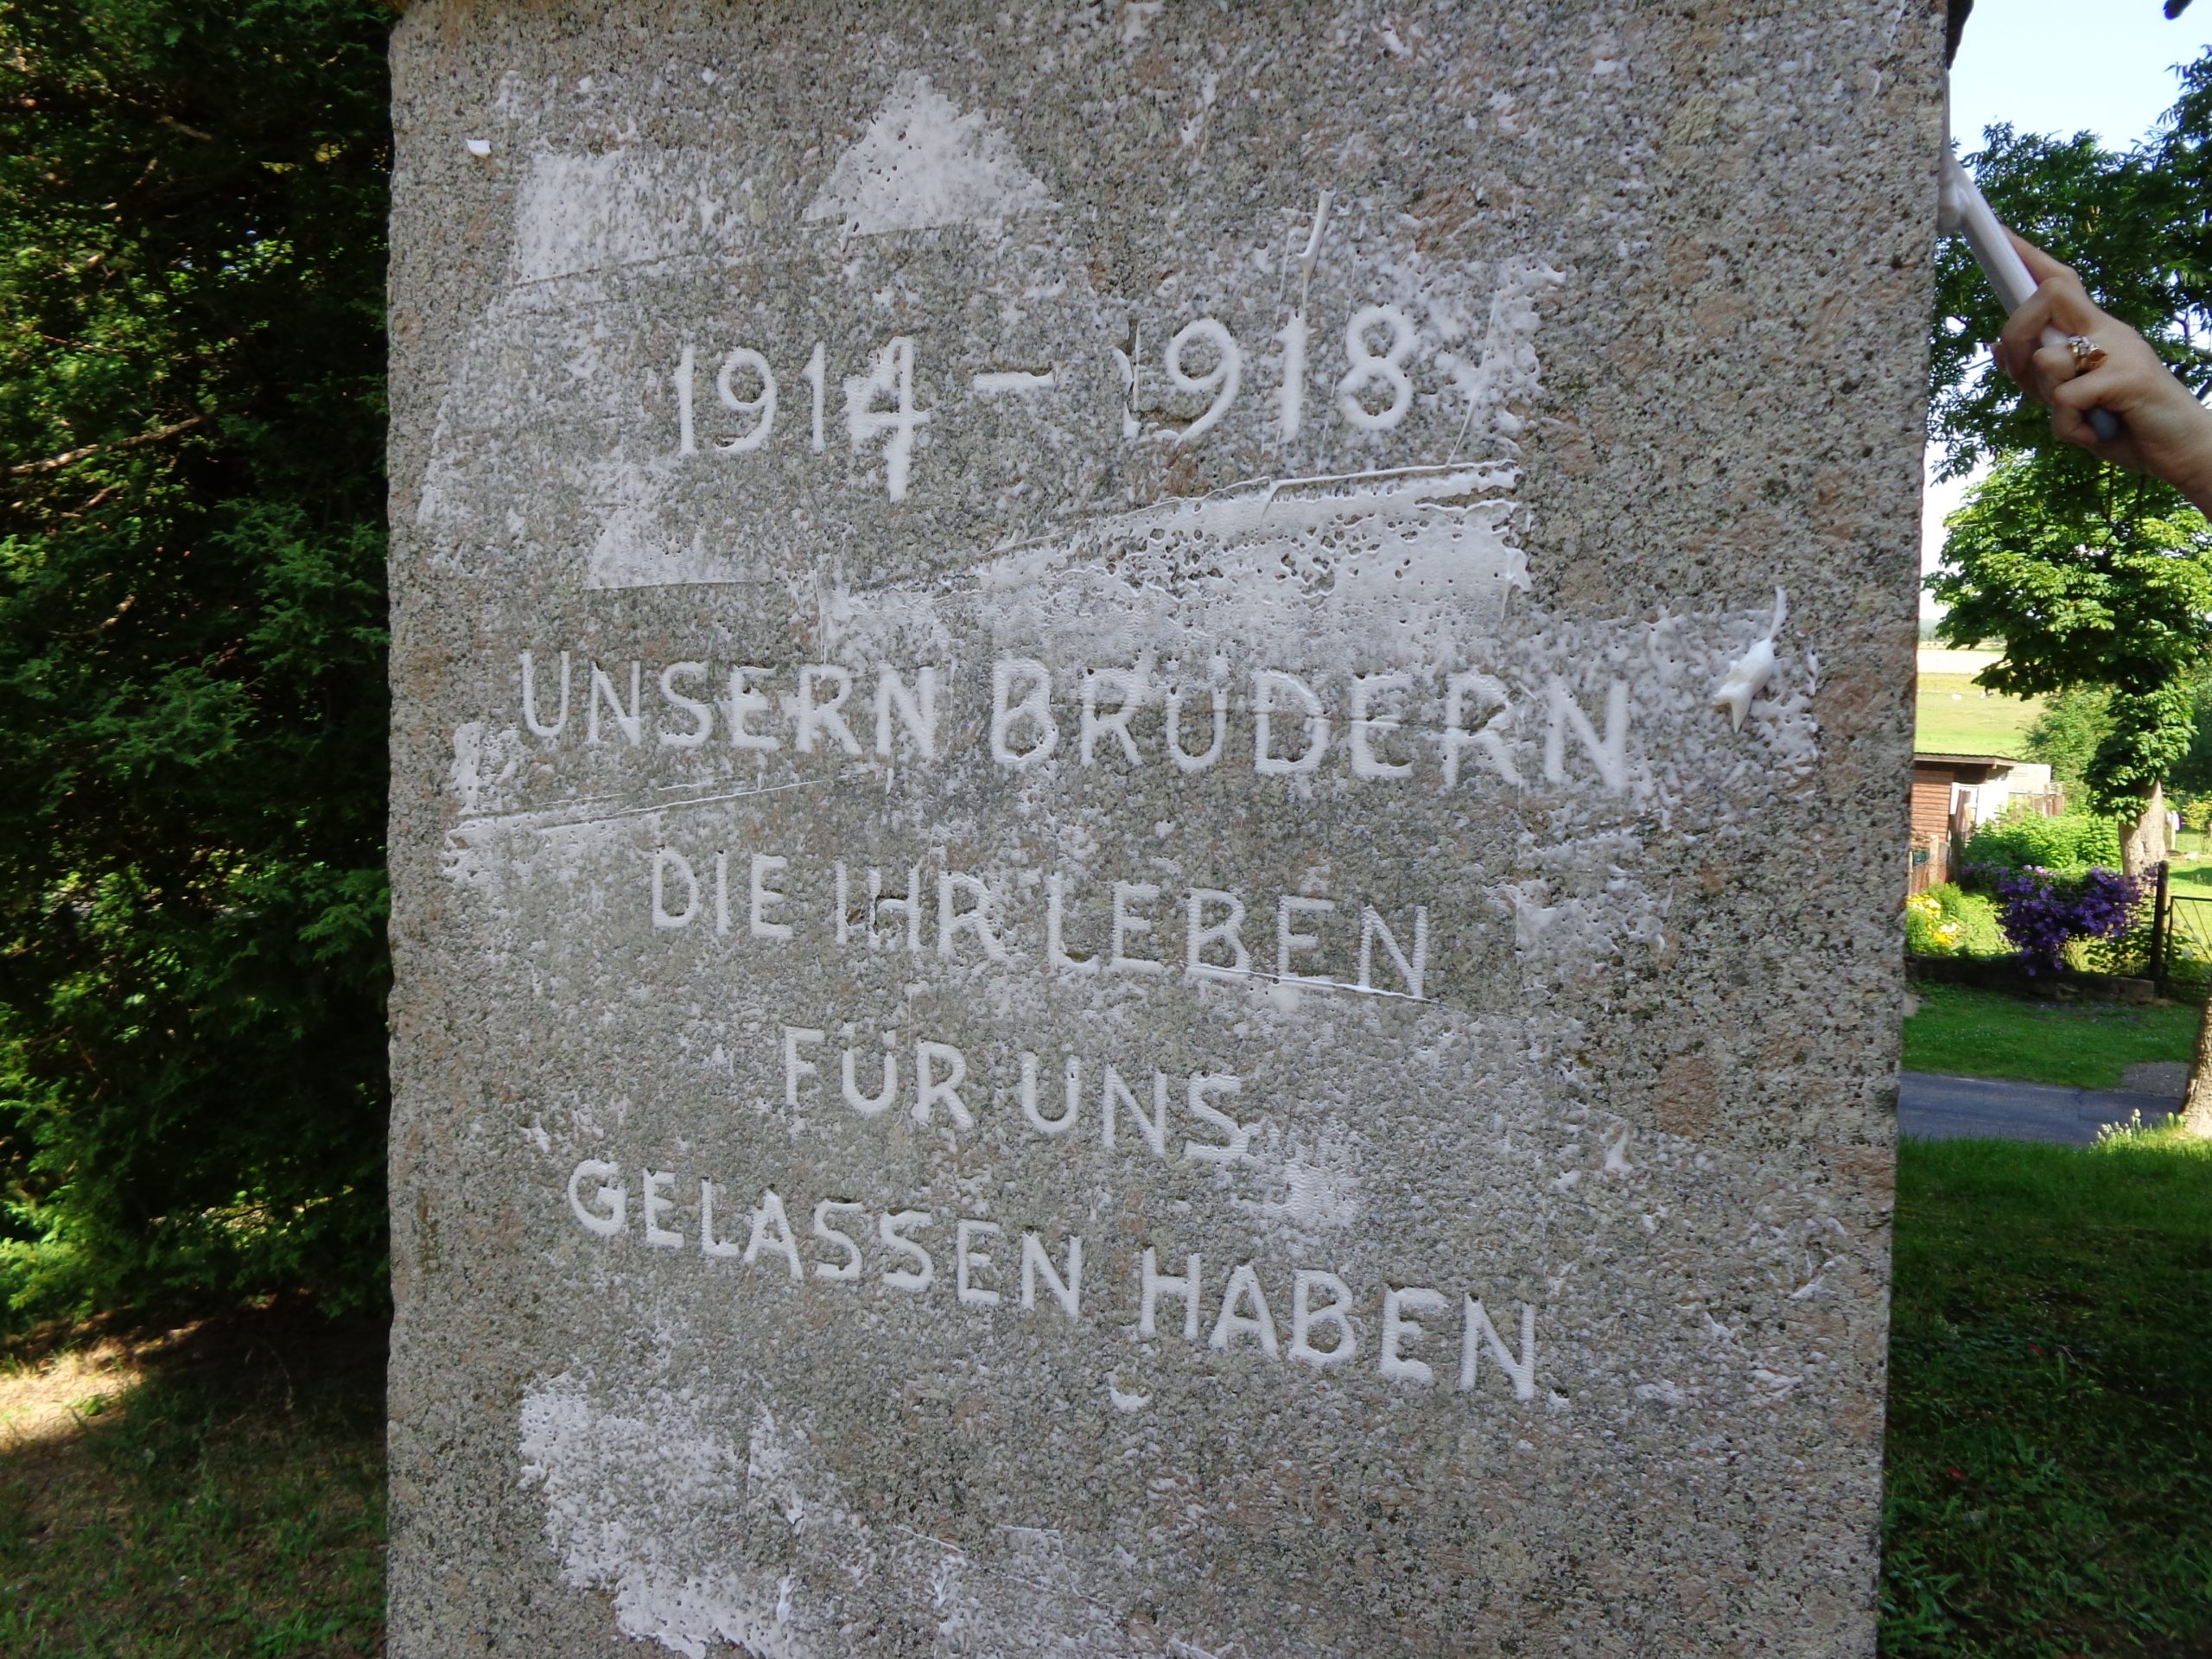 1914 – 1918
UNSERN BRÜDERN
DIE IHR LEBEN
FÜR UNS
GELASSEN HABEN.